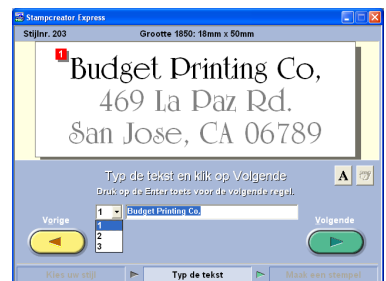 Stampcreator Express
Stijlnr. 203 Grootte 1850: 18mm x 50mm
1
Budget Printing Co,
469 La Paz Rd.
San Jose, CA 06789
Typ de tekst en klik op Volgende
Druk op de Enter toets voor de volgende regel.
A
Vorige 1 Budget Printing Co, Volgende
1
2
3
Kies uw stijl Typ de tekst Maak een stempel